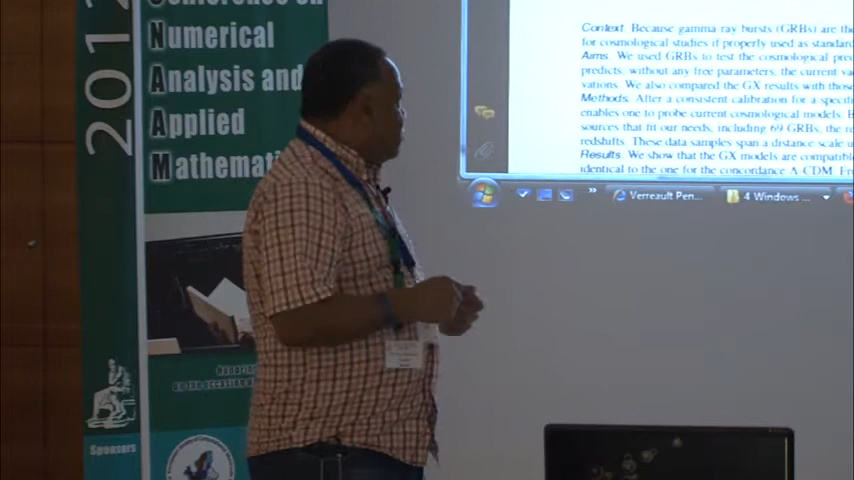 2012
Conference on
Numerical
Analysis and
Applied
Mathematics
Sponsors
Context. Because gamma ray bursts (GRBs) are the
for cosmological studies if properly used as standard
Aims. We used GRBs to test the cosmological pre
predicts, without any free parameters, the current va
vations. We also compared the GX results with those
Methods. After a consistent calibration for a specifi
enables one to probe current cosmological models. B
sources that fit our needs, including 69 GRBs, the r
redshifts. These data samples span a distance scale u
Results. We show that the GX models are compatible
identical to the one for the concordance Λ CDM. Fr
Verreault Pen...
4 Windows ...